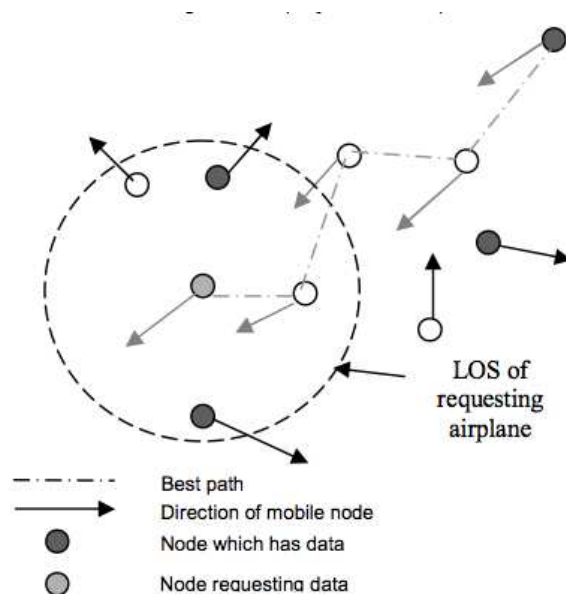 LOS of
requesting
airplane
Best path
Direction of mobile node
Node which has data
Node requesting data